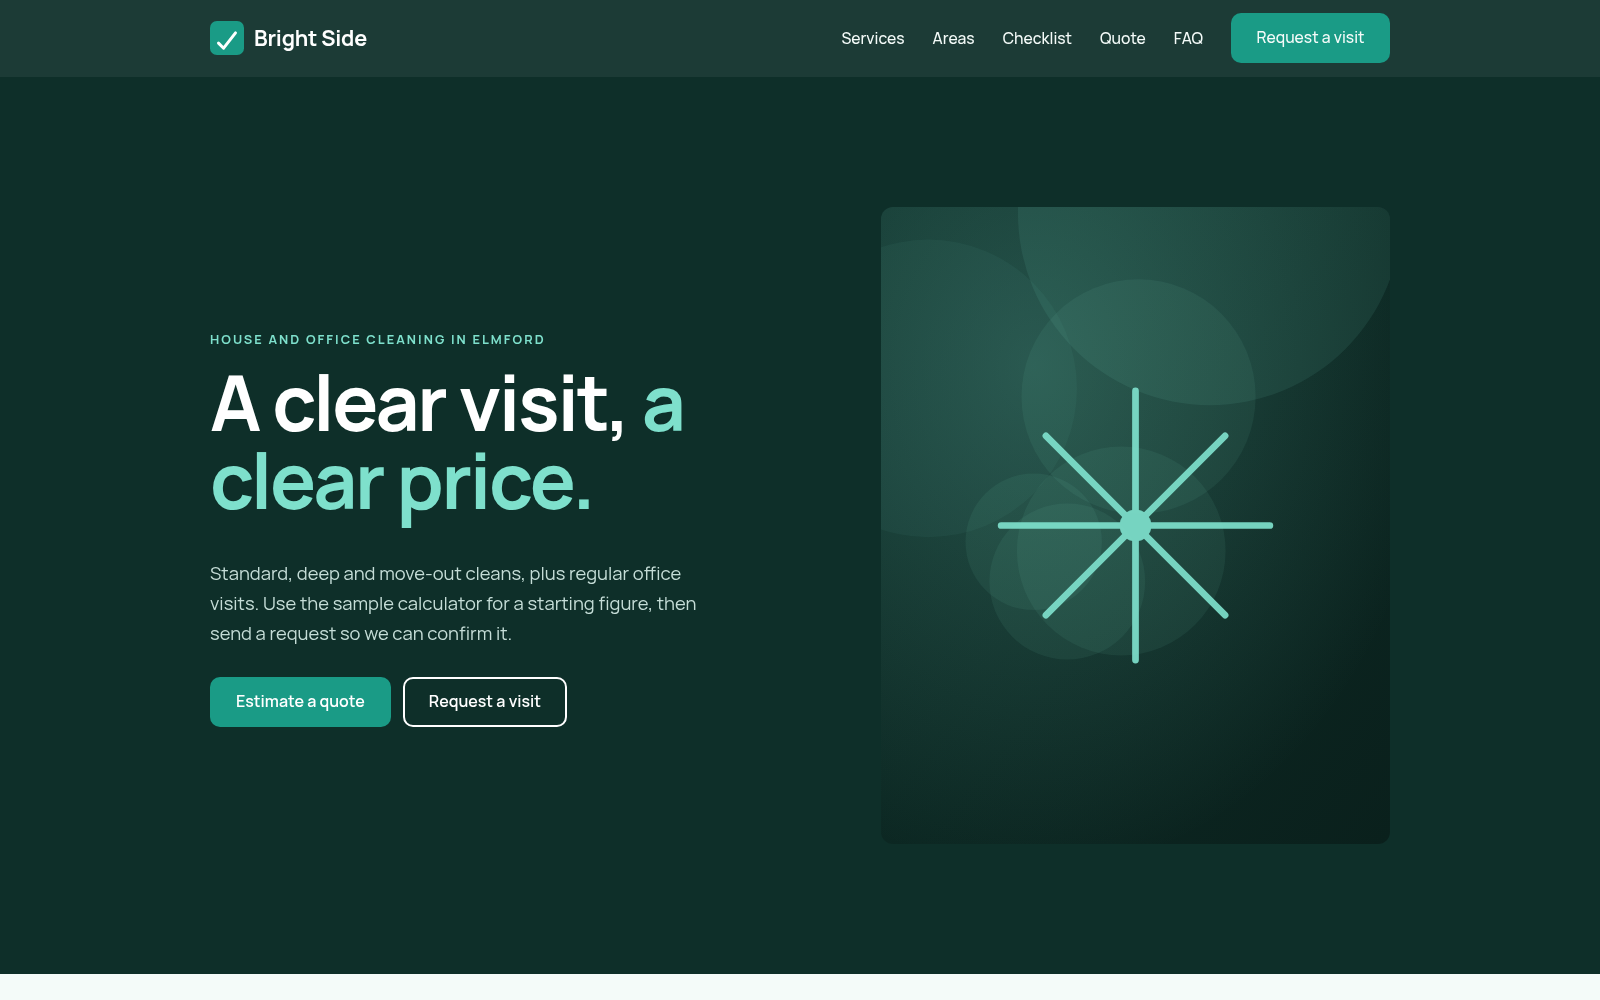 Bright Side
Services
Areas
Checklist
Quote
FAQ
Request a visit
HOUSE AND OFFICE CLEANING IN ELMFORD
A clear visit, a
clear price.
Standard, deep and move-out cleans, plus regular office
visits. Use the sample calculator for a starting figure, then
send a request so we can confirm it.
Estimate a quote
Request a visit